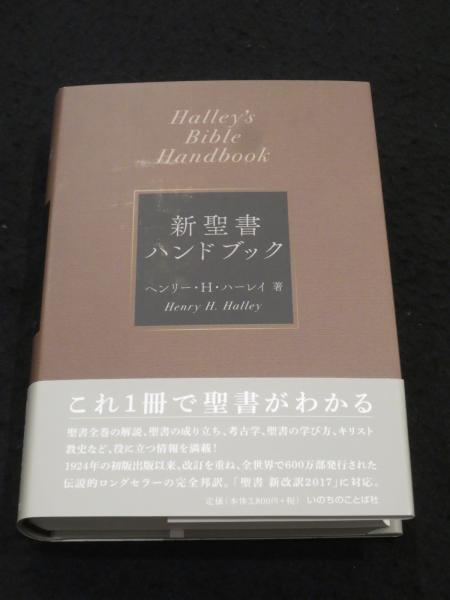 Halley's
Bible
Handbook
新聖書
ハンドブック
ヘンリー・H・ハーレイ 著
Henry H. Halley
これ1冊で聖書がわかる
聖書全巻の解説、聖書の成り立ち、考古学、聖書の学び方、キリスト
教史など、役に立つ情報を満載!
1924年の初版出版以来、改訂を重ね、全世界で600万部発行された
伝説的ロングセラーの完全邦訳。「聖書 新改訳2017」に対応。
定価(本体3,800円+税) いのちのことば社